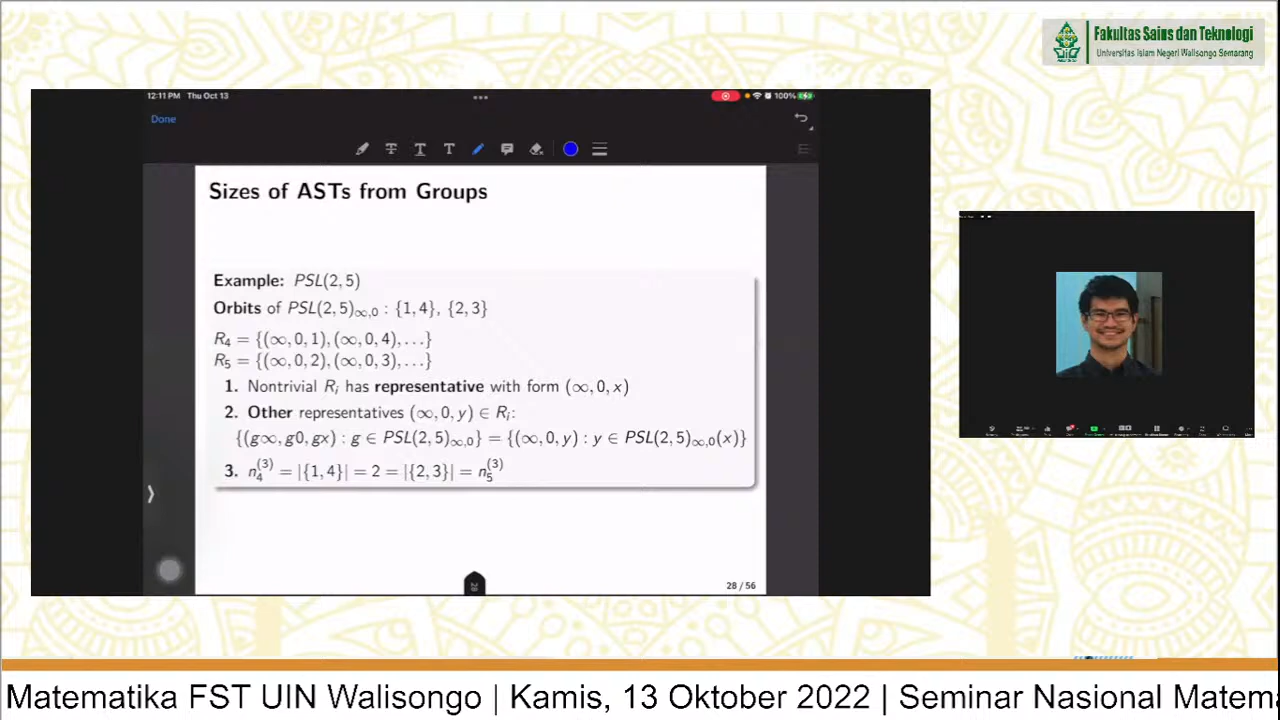 Fakultas Sains dan Teknologi
Universitas Islam Negeri Walisongo Semarang
12:11 PM Thu Oct 13
100%
Done
Sizes of ASTs from Groups
Example: PSL(2, 5)
Orbits of PSL(2, 5)∞,0 : {1, 4}, {2, 3}
R4 = {(∞, 0, 1), (∞, 0, 4), . . .}
R5 = {(∞, 0, 2), (∞, 0, 3), . . .}
1. Nontrivial Ri has representative with form (∞, 0, x)
2. Other representatives (∞, 0, y) ∈ Ri:
{(g∞, g0, gx) : g ∈ PSL(2, 5)∞,0} = {(∞, 0, y) : y ∈ PSL(2, 5)∞,0(x)}
3. n4(3) = |{1, 4}| = 2 = |{2, 3}| = n5(3)
28 / 56
Matematika FST UIN Walisongo | Kamis, 13 Oktober 2022 | Seminar Nasional Matem